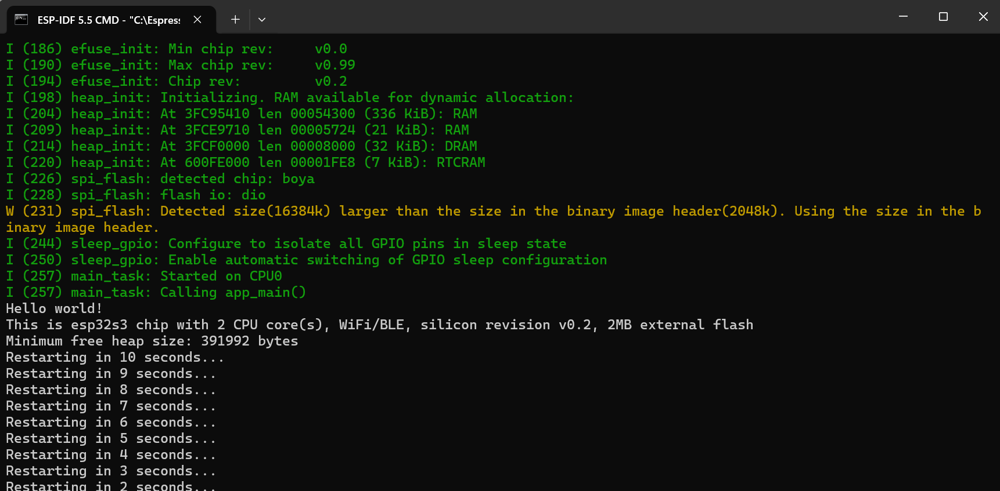 ESP-IDF 5.5 CMD - "C:\Espres
I (186) efuse_init: Min chip rev:     v0.0
I (190) efuse_init: Max chip rev:     v0.99
I (194) efuse_init: Chip rev:         v0.2
I (198) heap_init: Initializing. RAM available for dynamic allocation:
I (204) heap_init: At 3FC95410 len 00054300 (336 KiB): RAM
I (209) heap_init: At 3FCE9710 len 00005724 (21 KiB): RAM
I (214) heap_init: At 3FCF0000 len 00008000 (32 KiB): DRAM
I (220) heap_init: At 600FE000 len 00001FE8 (7 KiB): RTCRAM
I (226) spi_flash: detected chip: boya
I (228) spi_flash: flash io: dio
W (231) spi_flash: Detected size(16384k) larger than the size in the binary image header(2048k). Using the size in the b
inary image header.
I (244) sleep_gpio: Configure to isolate all GPIO pins in sleep state
I (250) sleep_gpio: Enable automatic switching of GPIO sleep configuration
I (257) main_task: Started on CPU0
I (257) main_task: Calling app_main()
Hello world!
This is esp32s3 chip with 2 CPU core(s), WiFi/BLE, silicon revision v0.2, 2MB external flash
Minimum free heap size: 391992 bytes
Restarting in 10 seconds...
Restarting in 9 seconds...
Restarting in 8 seconds...
Restarting in 7 seconds...
Restarting in 6 seconds...
Restarting in 5 seconds...
Restarting in 4 seconds...
Restarting in 3 seconds...
Restarting in 2 seconds...